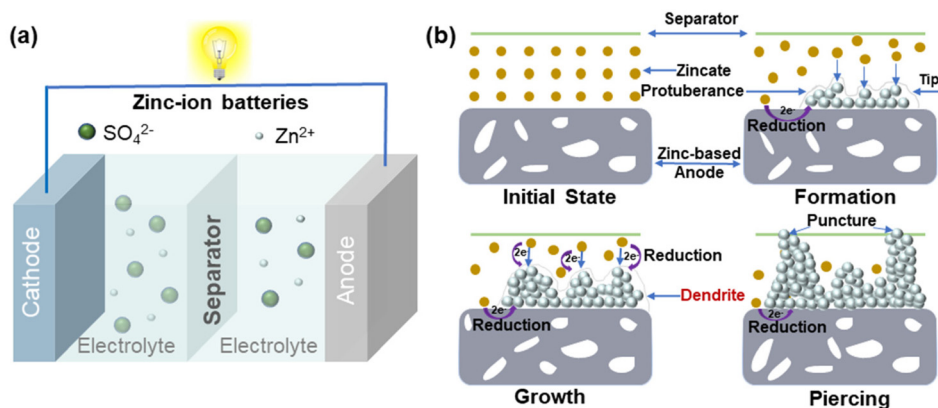 (a)
Zinc-ion batteries
SO₄²⁻
Zn²⁺
Cathode
Separator
Anode
Electrolyte
Electrolyte
(b)
Separator
Zincate
Protuberance
Tip
2e⁻
Reduction
Zinc-based
Anode
Initial State
Formation
2e⁻
2e⁻
2e⁻
Reduction
Dendrite
2e⁻
Reduction
Growth
Puncture
2e⁻
Reduction
Piercing